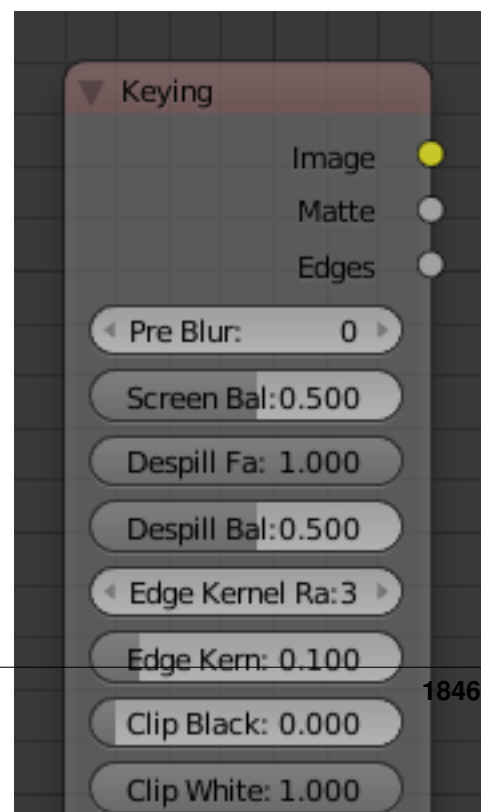 Keying
Image
Matte
Edges
Pre Blur: 0
Screen Bal:0.500
Despill Fa: 1.000
Despill Bal:0.500
Edge Kernel Ra:3
Edge Kern: 0.100
1846
Clip Black: 0.000
Clip White: 1.000